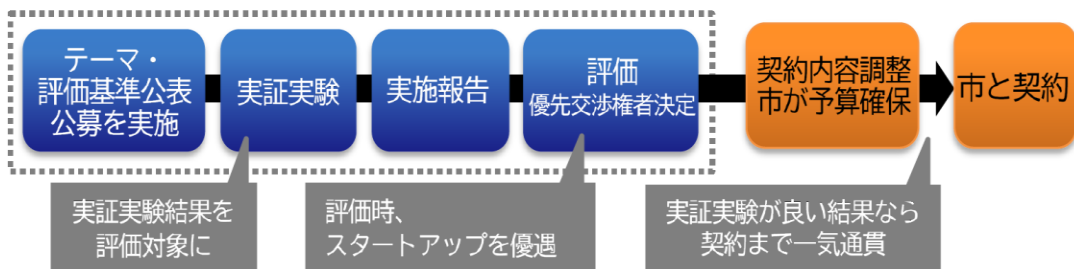 テーマ・
評価基準公表
公募を実施
実証実験
実施報告
評価
優先交渉権者決定
契約内容調整
市が予算確保
市と契約
実証実験結果を
評価対象に
評価時、
スタートアップを優遇
実証実験が良い結果なら
契約まで一気通貫